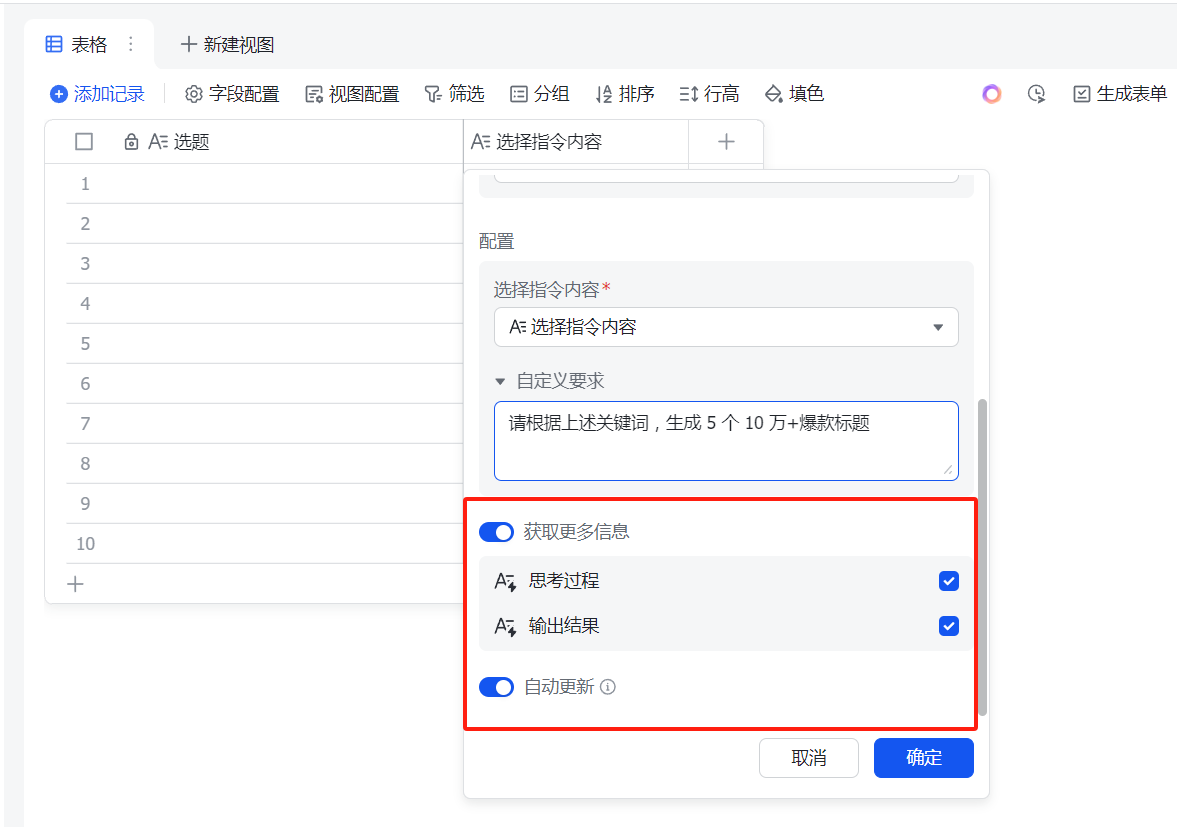 表格 新建视图
添加记录 字段配置 视图配置 筛选 分组 排序 行高 填色 生成表单
选题 选择指令内容
1
2
3
4
5
6
7
8
9
10
配置
选择指令内容*
选择指令内容
自定义要求
请根据上述关键词，生成 5 个 10 万+爆款标题
获取更多信息
思考过程
输出结果
自动更新
取消 确定